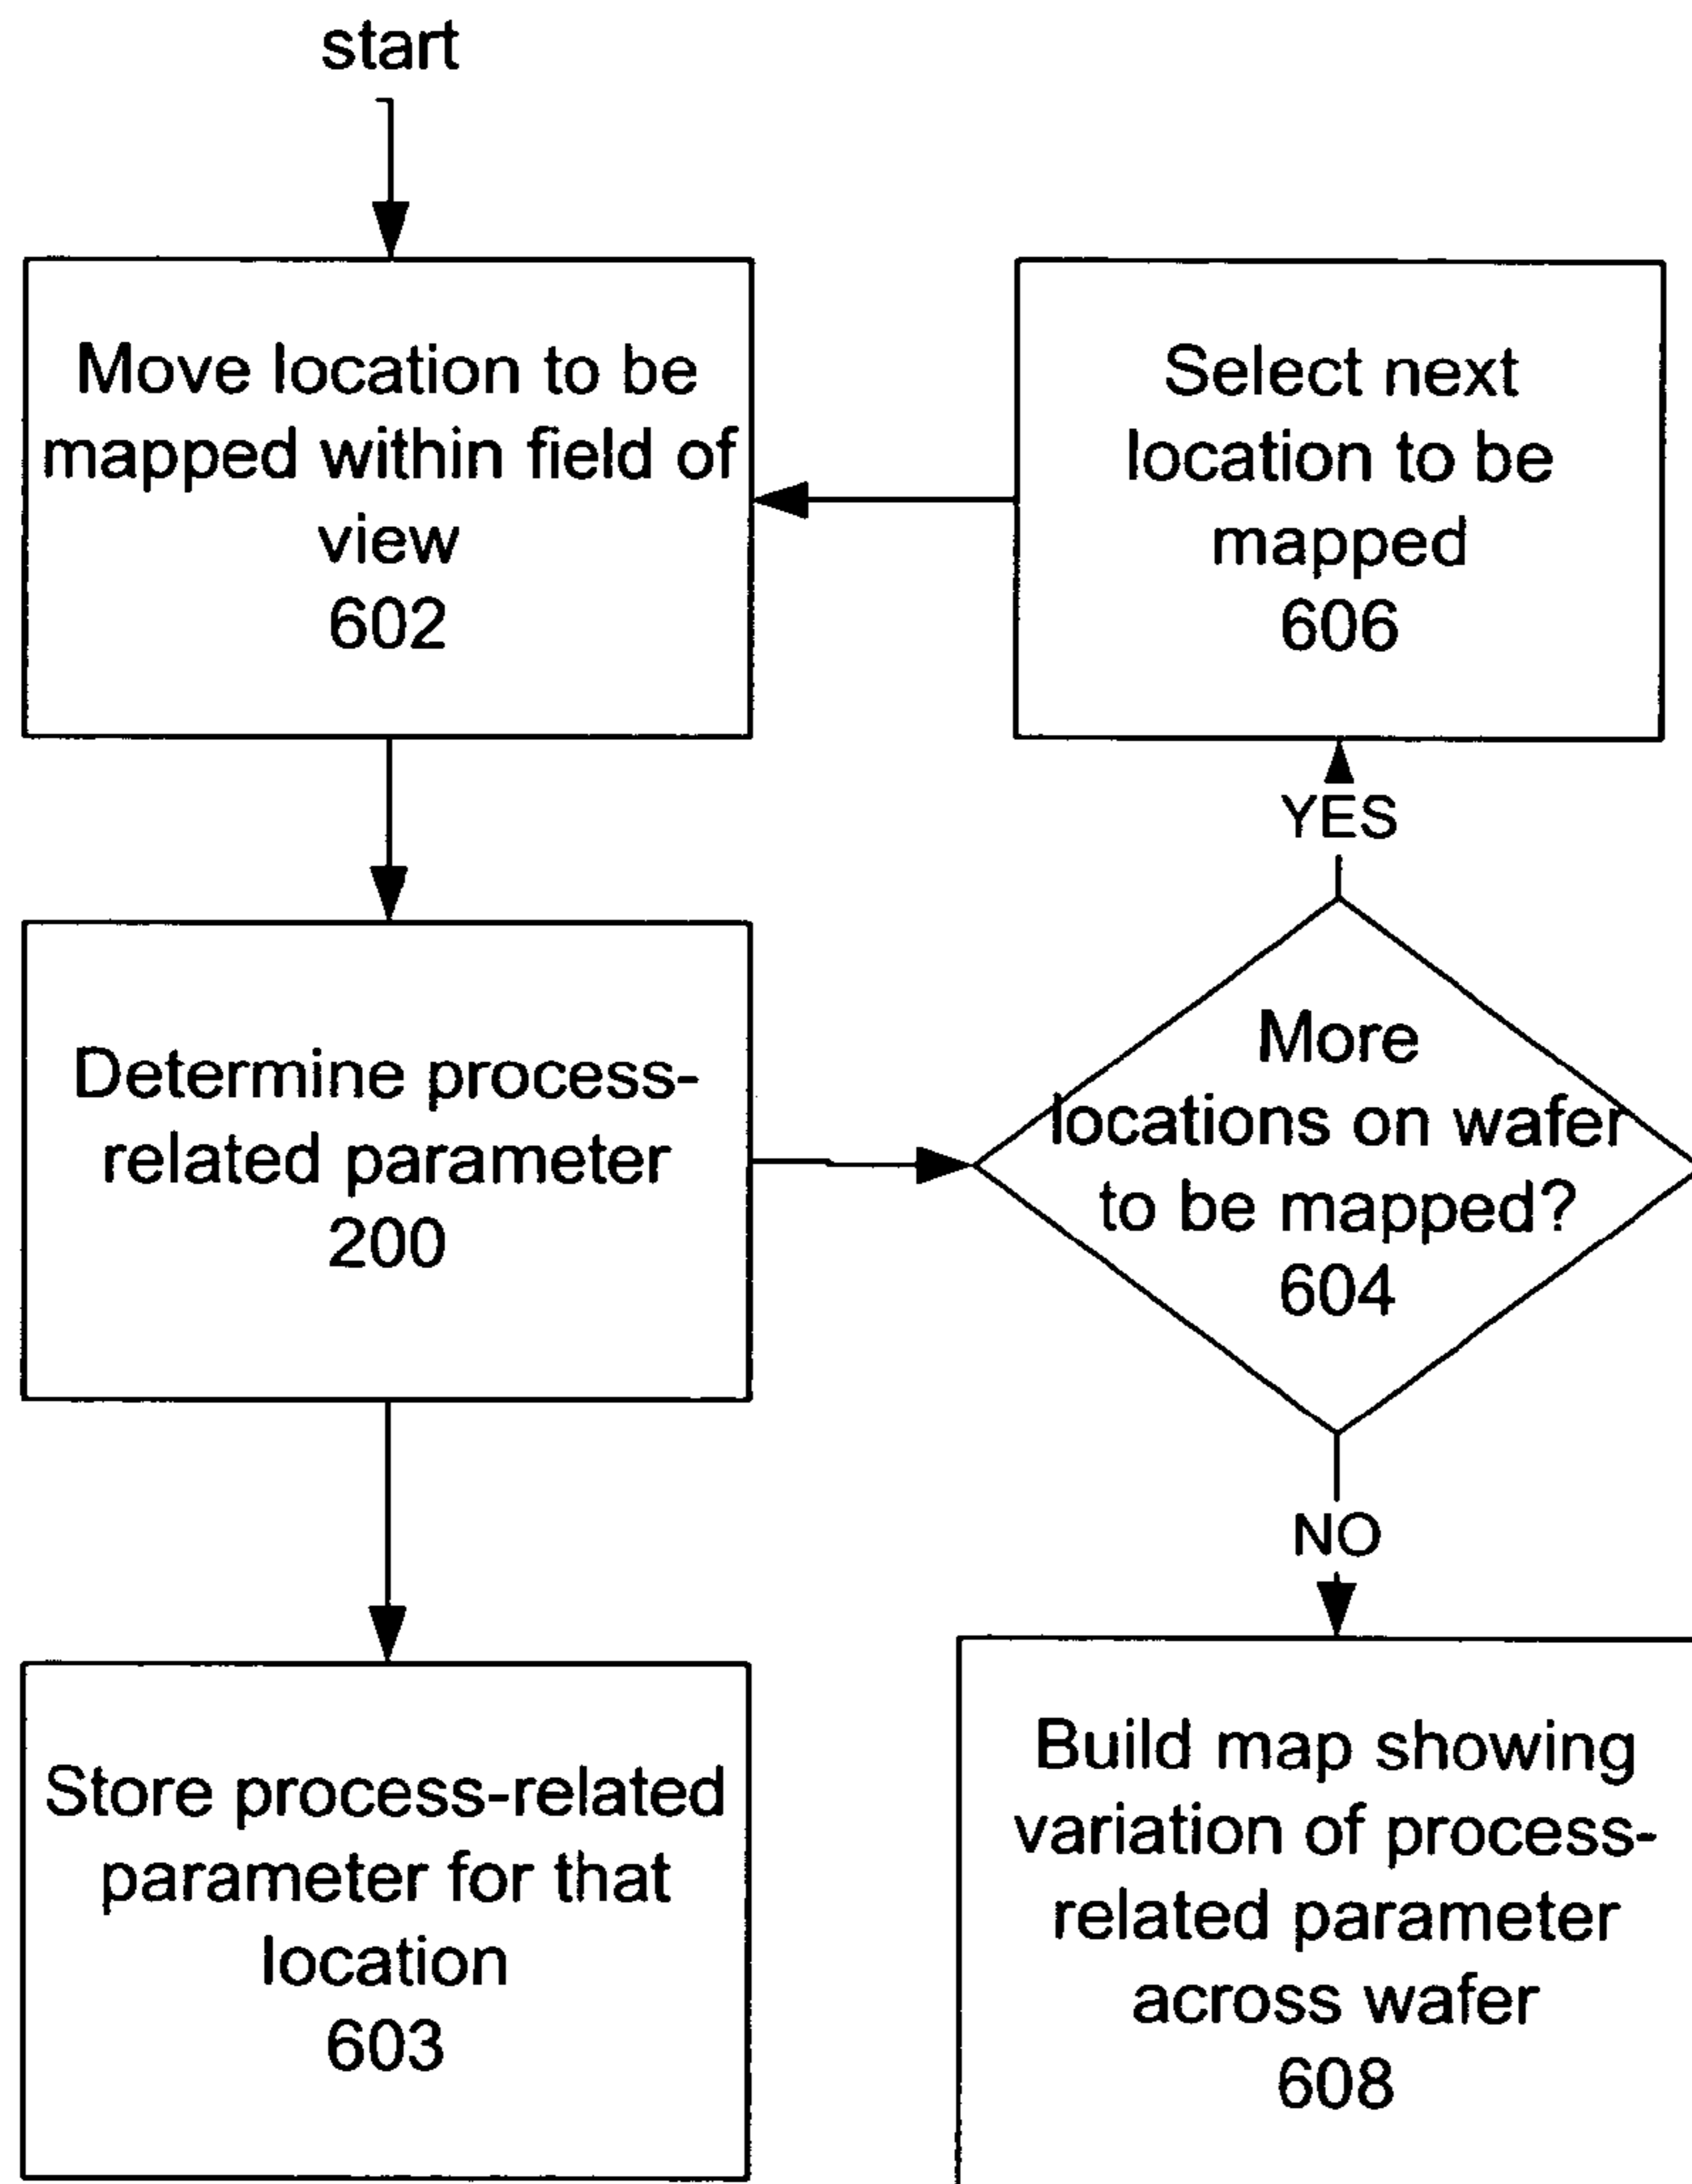 start
Move location to be
mapped within field of
view
602
Select next
location to be
mapped
606
YES
Determine process-
related parameter
200
More
locations on wafer
to be mapped?
604
NO
Store process-related
parameter for that
location
603
Build map showing
variation of process-
related parameter
across wafer
608